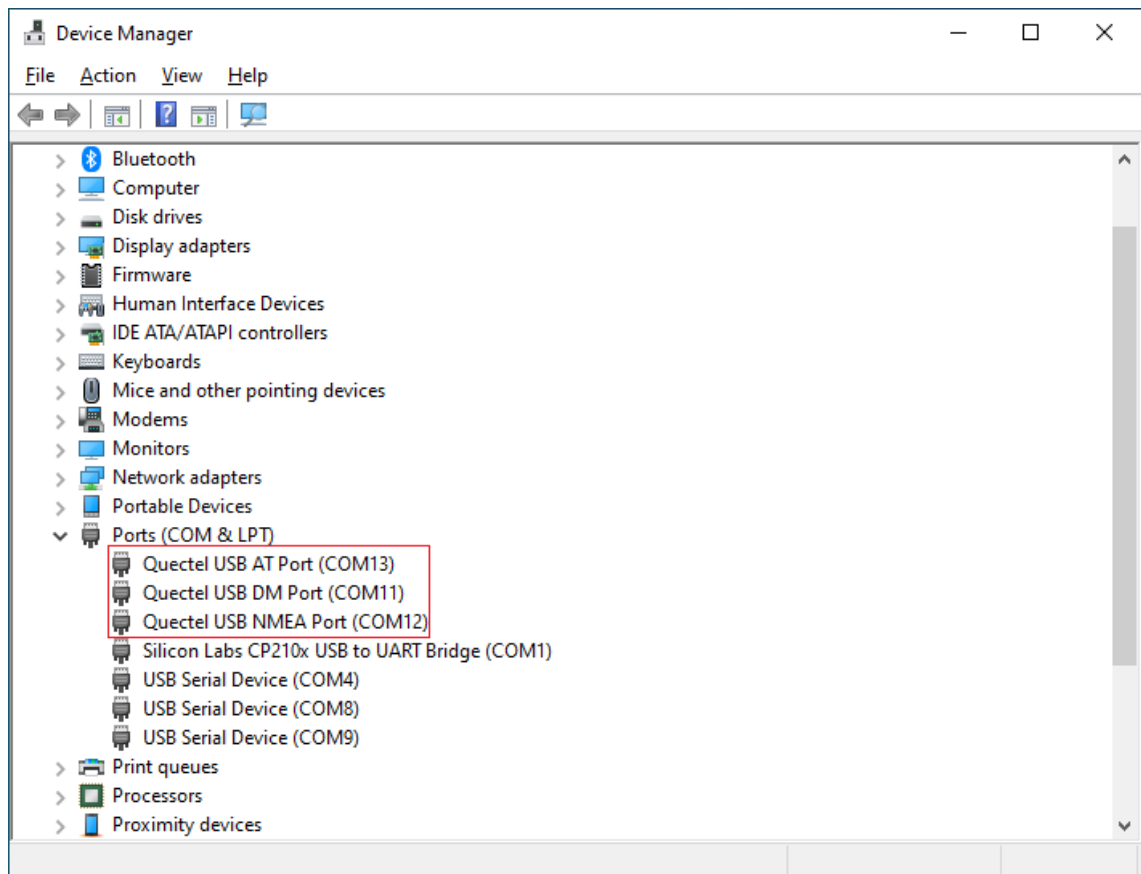 Device Manager
File Action View Help
Bluetooth
Computer
Disk drives
Display adapters
Firmware
Human Interface Devices
IDE ATA/ATAPI controllers
Keyboards
Mice and other pointing devices
Modems
Monitors
Network adapters
Portable Devices
Ports (COM & LPT)
Quectel USB AT Port (COM13)
Quectel USB DM Port (COM11)
Quectel USB NMEA Port (COM12)
Silicon Labs CP210x USB to UART Bridge (COM1)
USB Serial Device (COM4)
USB Serial Device (COM8)
USB Serial Device (COM9)
Print queues
Processors
Proximity devices